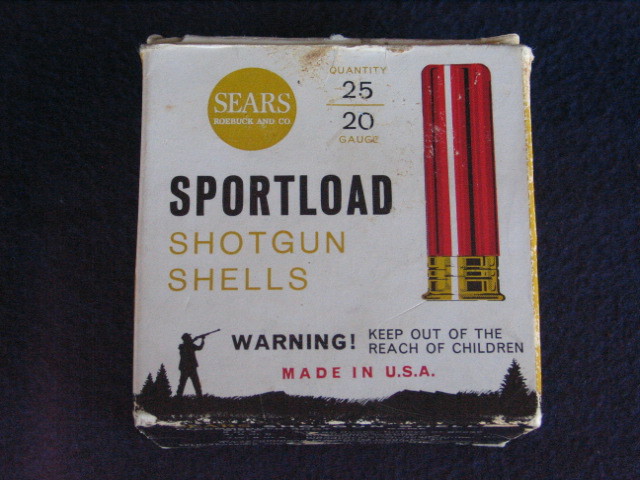 SEARS
ROEBUCK AND CO
QUANTITY
25
20
GAUGE
SPORTLOAD
SHOTGUN
SHELLS
WARNING! KEEP OUT OF THE
REACH OF CHILDREN
MADE IN U.S.A.